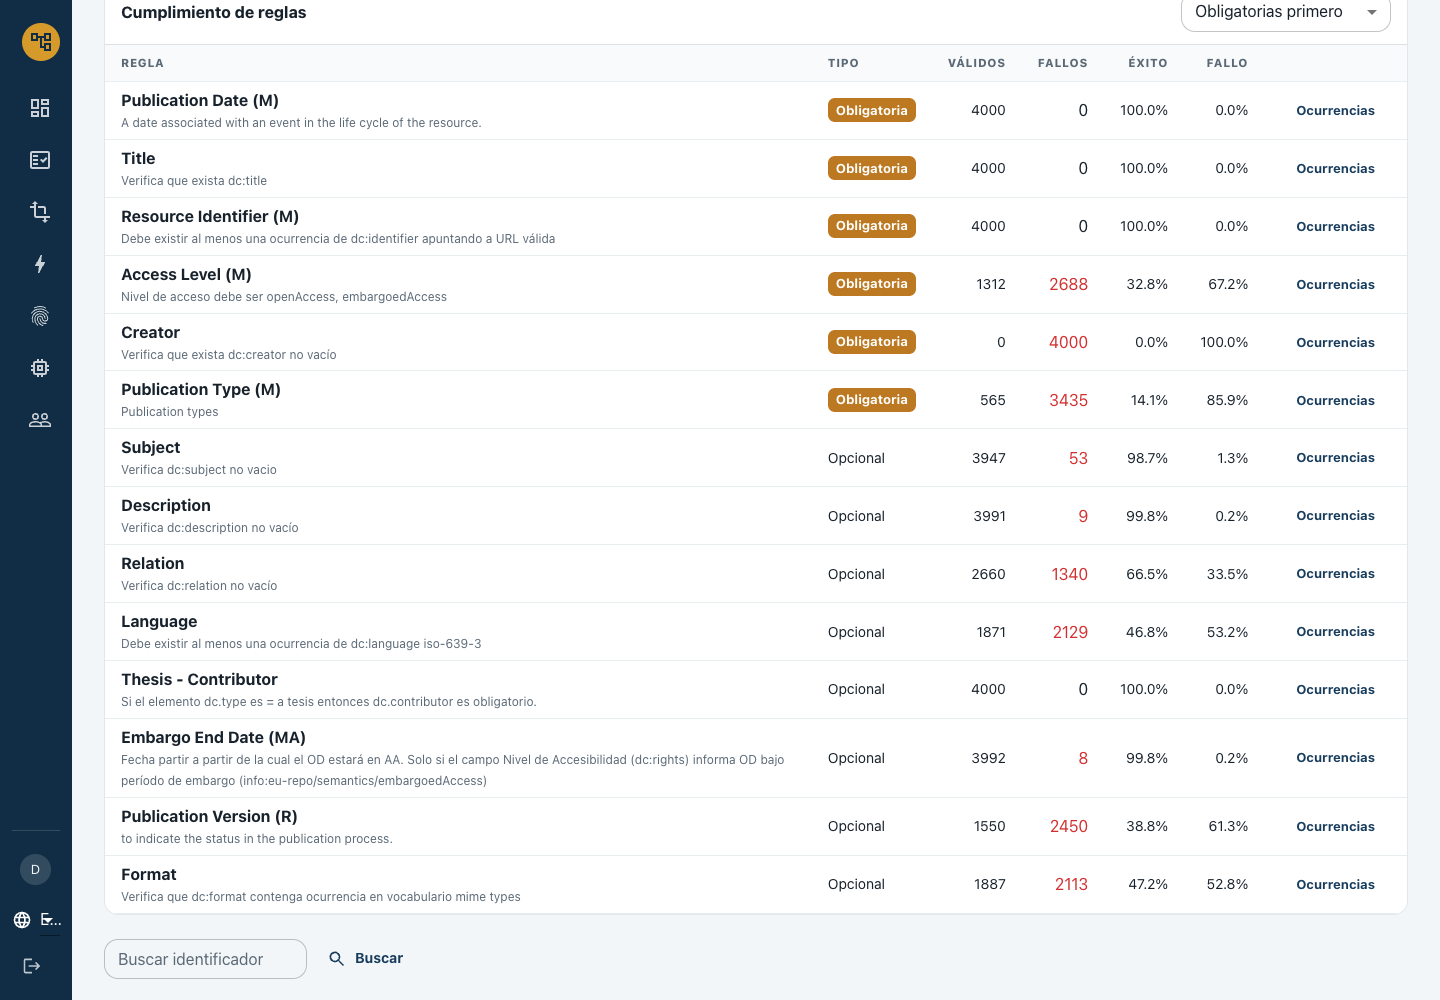 Cumplimiento de reglas
Obligatorias primero
REGLA TIPO VÁLIDOS FALLOS ÉXITO FALLO
Publication Date (M)
A date associated with an event in the life cycle of the resource.
Obligatoria 4000 0 100.0% 0.0% Ocurrencias
Title
Verifica que exista dc:title
Obligatoria 4000 0 100.0% 0.0% Ocurrencias
Resource Identifier (M)
Debe existir al menos una ocurrencia de dc:identifier apuntando a URL válida
Obligatoria 4000 0 100.0% 0.0% Ocurrencias
Access Level (M)
Nivel de acceso debe ser openAccess, embargoedAccess
Obligatoria 1312 2688 32.8% 67.2% Ocurrencias
Creator
Verifica que exista dc:creator no vacío
Obligatoria 0 4000 0.0% 100.0% Ocurrencias
Publication Type (M)
Publication types
Obligatoria 565 3435 14.1% 85.9% Ocurrencias
Subject
Verifica dc:subject no vacio
Opcional 3947 53 98.7% 1.3% Ocurrencias
Description
Verifica dc:description no vacío
Opcional 3991 9 99.8% 0.2% Ocurrencias
Relation
Verifica dc:relation no vacío
Opcional 2660 1340 66.5% 33.5% Ocurrencias
Language
Debe existir al menos una ocurrencia de dc:language iso-639-3
Opcional 1871 2129 46.8% 53.2% Ocurrencias
Thesis - Contributor
Si el elemento dc.type es = a tesis entonces dc.contributor es obligatorio.
Opcional 4000 0 100.0% 0.0% Ocurrencias
Embargo End Date (MA)
Fecha partir a partir de la cual el OD estará en AA. Solo si el campo Nivel de Accesibilidad (dc:rights) informa OD bajo
período de embargo (info:eu-repo/semantics/embargoedAccess)
Opcional 3992 8 99.8% 0.2% Ocurrencias
Publication Version (R)
to indicate the status in the publication process.
Opcional 1550 2450 38.8% 61.3% Ocurrencias
Format
Verifica que dc:format contenga ocurrencia en vocabulario mime types
Opcional 1887 2113 47.2% 52.8% Ocurrencias
Buscar identificador
Buscar
D